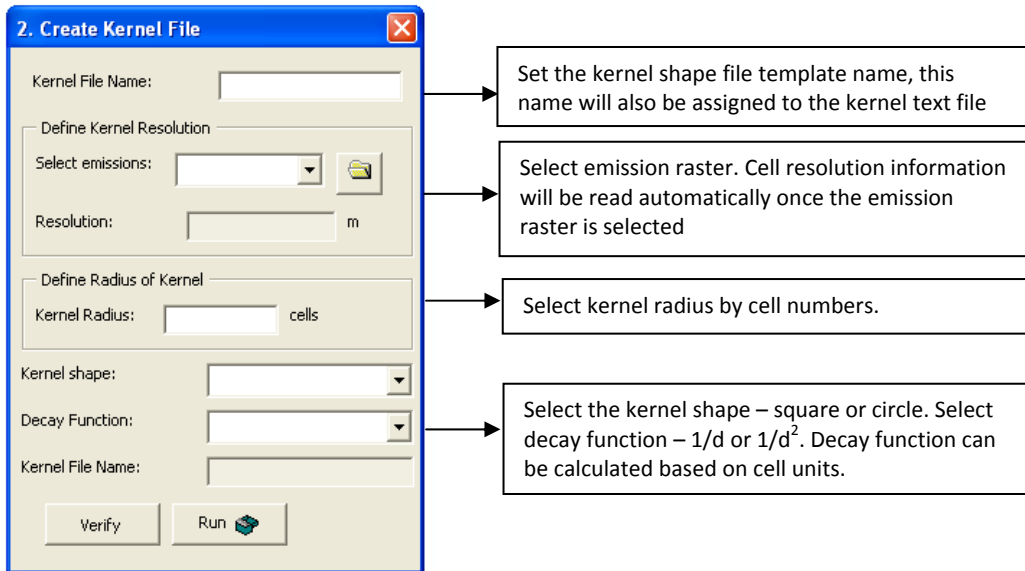 2. Create Kernel File
Kernel File Name:
Define Kernel Resolution
Select emissions:
Resolution: m
Define Radius of Kernel
Kernel Radius: cells
Kernel shape:
Decay Function:
Kernel File Name:
Verify Run
Set the kernel shape file template name, this
name will also be assigned to the kernel text file
Select emission raster. Cell resolution information
will be read automatically once the emission
raster is selected
Select kernel radius by cell numbers.
Select the kernel shape – square or circle. Select
decay function – 1/d or 1/d². Decay function can
be calculated based on cell units.